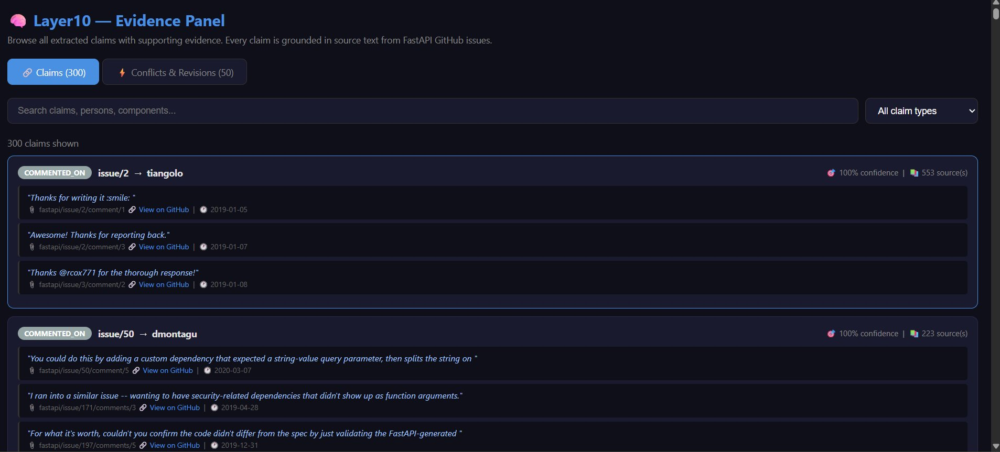 Layer10 — Evidence Panel
Browse all extracted claims with supporting evidence. Every claim is grounded in source text from FastAPI GitHub issues.
Claims (300)
Conflicts & Revisions (50)
Search claims, persons, components...
All claim types
300 claims shown
COMMENTED_ON issue/2 → tiangolo 100% confidence | 553 source(s)
"Thanks for writing it :smile: "
fastapi/issue/2/comment/1 View on GitHub | 2019-01-05
"Awesome! Thanks for reporting back."
fastapi/issue/2/comment/3 View on GitHub | 2019-01-07
"Thanks @rcox771 for the thorough response!"
fastapi/issue/3/comment/2 View on GitHub | 2019-01-08
COMMENTED_ON issue/50 → dmontagu 100% confidence | 223 source(s)
"You could do this by adding a custom dependency that expected a string-value query parameter, then splits the string on "
fastapi/issue/50/comment/5 View on GitHub | 2020-03-07
"I ran into a similar issue -- wanting to have security-related dependencies that didn't show up as function arguments."
fastapi/issue/171/comments/3 View on GitHub | 2019-04-28
"For what it's worth, couldn't you confirm the code didn't differ from the spec by just validating the FastAPI-generated "
fastapi/issue/197/comments/5 View on GitHub | 2019-12-31